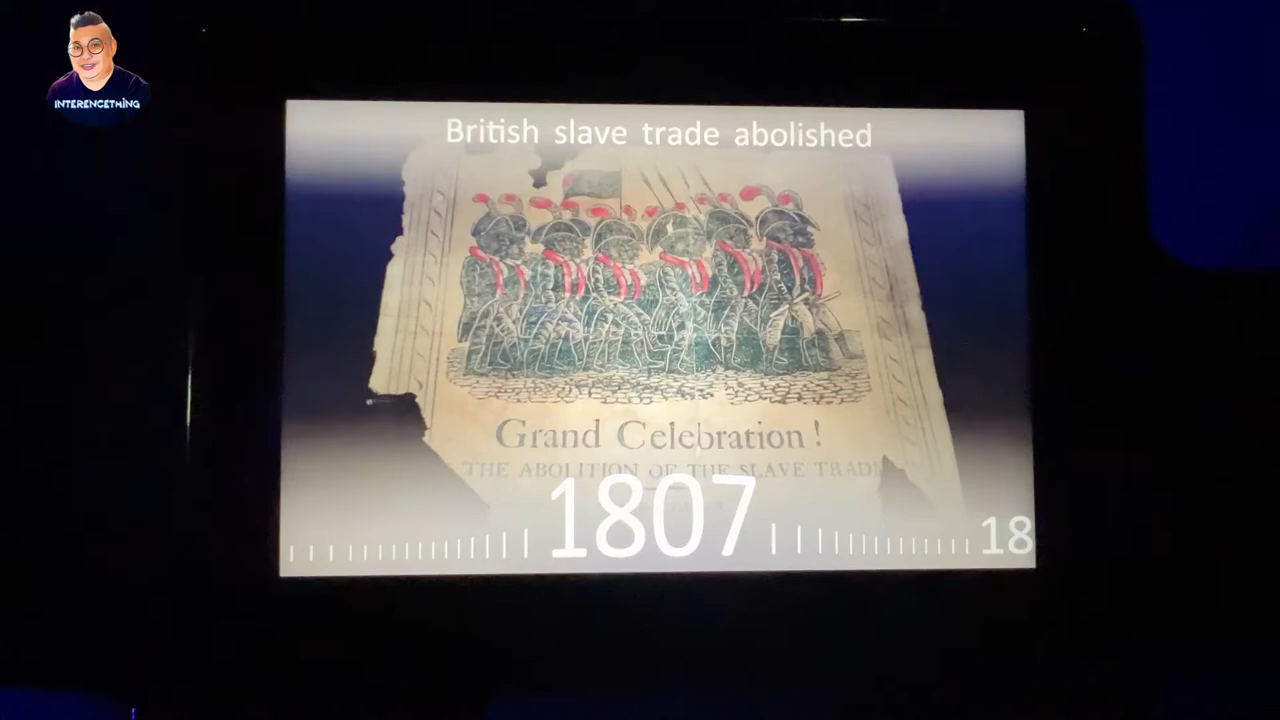 INTERENCETHING
British slave trade abolished
Grand Celebration!
THE ABOLITION OF THE SLAVE TRADE
1807
18